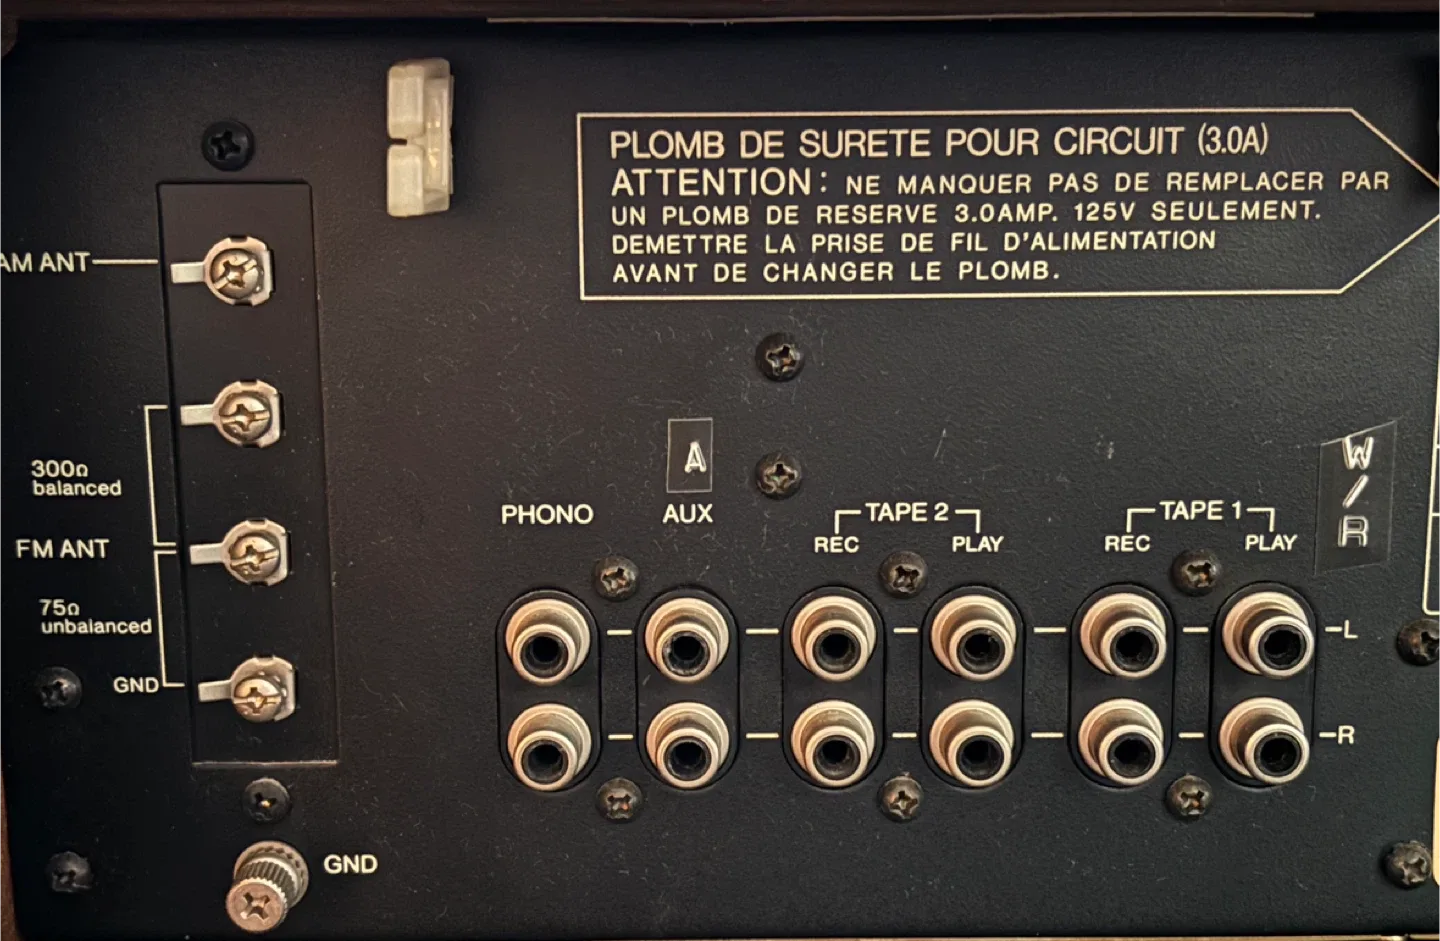 PLOMB DE SURETE POUR CIRCUIT (3.0A)
ATTENTION: NE MANQUER PAS DE REMPLACER PAR
UN PLOMB DE RESERVE 3.0AMP. 125V SEULEMENT.
DEMETTRE LA PRISE DE FIL D'ALIMENTATION
AVANT DE CHANGER LE PLOMB.
AM ANT
300Ω
balanced
FM ANT
75Ω
unbalanced
GND
GND
A
PHONO
AUX
TAPE 2
REC
PLAY
TAPE 1
REC
PLAY
W
/
R
L
R